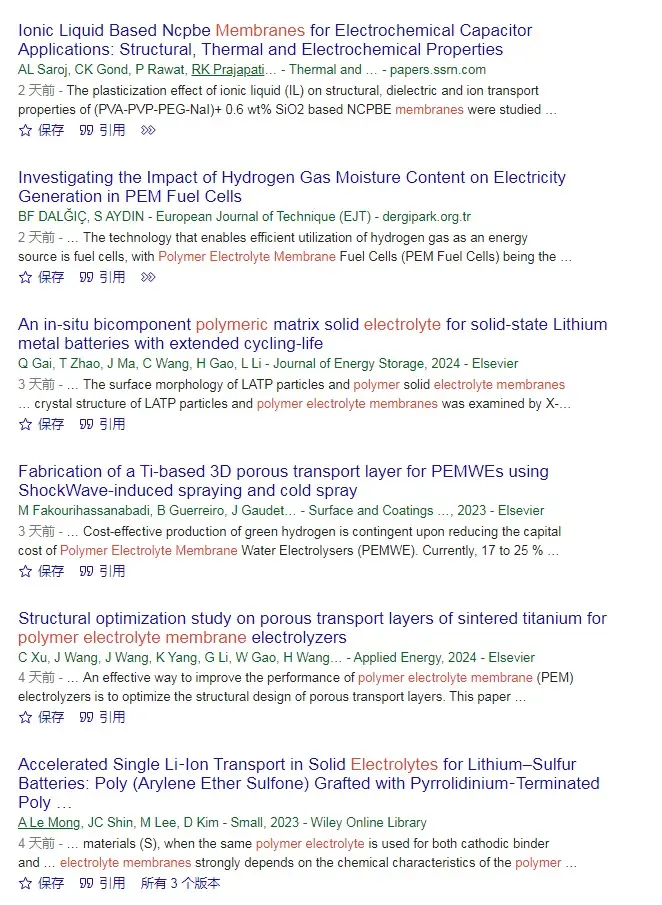 Ionic Liquid Based Ncpbe Membranes for Electrochemical Capacitor
Applications: Structural, Thermal and Electrochemical Properties
AL Saroj, CK Gond, P Rawat, RK Prajapati… - Thermal and … - papers.ssrn.com
2 天前 - … The plasticization effect of ionic liquid (IL) on structural, dielectric and ion transport
properties of (PVA-PVP-PEG-NaI)+ 0.6 wt% SiO2 based NCPBE membranes were studied …
保存 引用
Investigating the Impact of Hydrogen Gas Moisture Content on Electricity
Generation in PEM Fuel Cells
BF DALĞIÇ, S AYDIN - European Journal of Technique (EJT) - dergipark.org.tr
2 天前 - … The technology that enables efficient utilization of hydrogen gas as an energy
source is fuel cells, with Polymer Electrolyte Membrane Fuel Cells (PEM Fuel Cells) being the …
保存 引用
An in-situ bicomponent polymeric matrix solid electrolyte for solid-state Lithium
metal batteries with extended cycling-life
Q Gai, T Zhao, J Ma, C Wang, H Gao, L Li - Journal of Energy Storage, 2024 - Elsevier
3 天前 - … The surface morphology of LATP particles and polymer solid electrolyte membranes
… crystal structure of LATP particles and polymer electrolyte membranes was examined by X-…
保存 引用
Fabrication of a Ti-based 3D porous transport layer for PEMWEs using
ShockWave-induced spraying and cold spray
M Fakourihassanabadi, B Guerreiro, J Gaudet… - Surface and Coatings …, 2023 - Elsevier
3 天前 - … Cost-effective production of green hydrogen is contingent upon reducing the capital
cost of Polymer Electrolyte Membrane Water Electrolysers (PEMWE). Currently, 17 to 25 % …
保存 引用
Structural optimization study on porous transport layers of sintered titanium for
polymer electrolyte membrane electrolyzers
C Xu, J Wang, J Wang, K Yang, G Li, W Gao, H Wang… - Applied Energy, 2024 - Elsevier
4 天前 - … An effective way to improve the performance of polymer electrolyte membrane (PEM)
electrolyzers is to optimize the structural design of porous transport layers. This paper …
保存 引用
Accelerated Single Li-Ion Transport in Solid Electrolytes for Lithium–Sulfur
Batteries: Poly (Arylene Ether Sulfone) Grafted with Pyrrolidinium-Terminated
Poly …
A Le Mong, JC Shin, M Lee, D Kim - Small, 2023 - Wiley Online Library
4 天前 - … materials (S), when the same polymer electrolyte is used for both cathodic binder
and … electrolyte membranes strongly depends on the chemical characteristics of the polymer …
保存 引用 所有 3 个版本